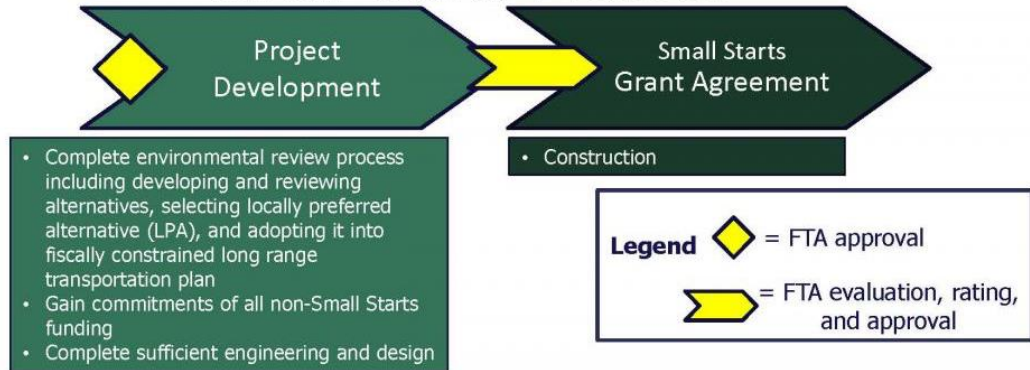 Project
Development
Small Starts
Grant Agreement
• Complete environmental review process
including developing and reviewing
alternatives, selecting locally preferred
alternative (LPA), and adopting it into
fiscally constrained long range
transportation plan
• Gain commitments of all non-Small Starts
funding
• Complete sufficient engineering and design
• Construction
Legend
= FTA approval
= FTA evaluation, rating,
and approval